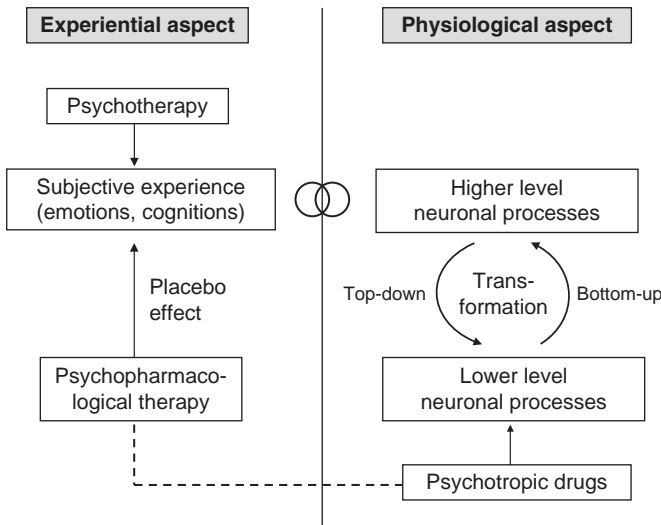 Experiential aspect
Physiological aspect
Psychotherapy
Subjective experience
(emotions, cognitions)
Higher level
neuronal processes
Placebo
effect
Top-down
Trans-
formation
Bottom-up
Psychopharmaco-
logical therapy
Lower level
neuronal processes
Psychotropic drugs